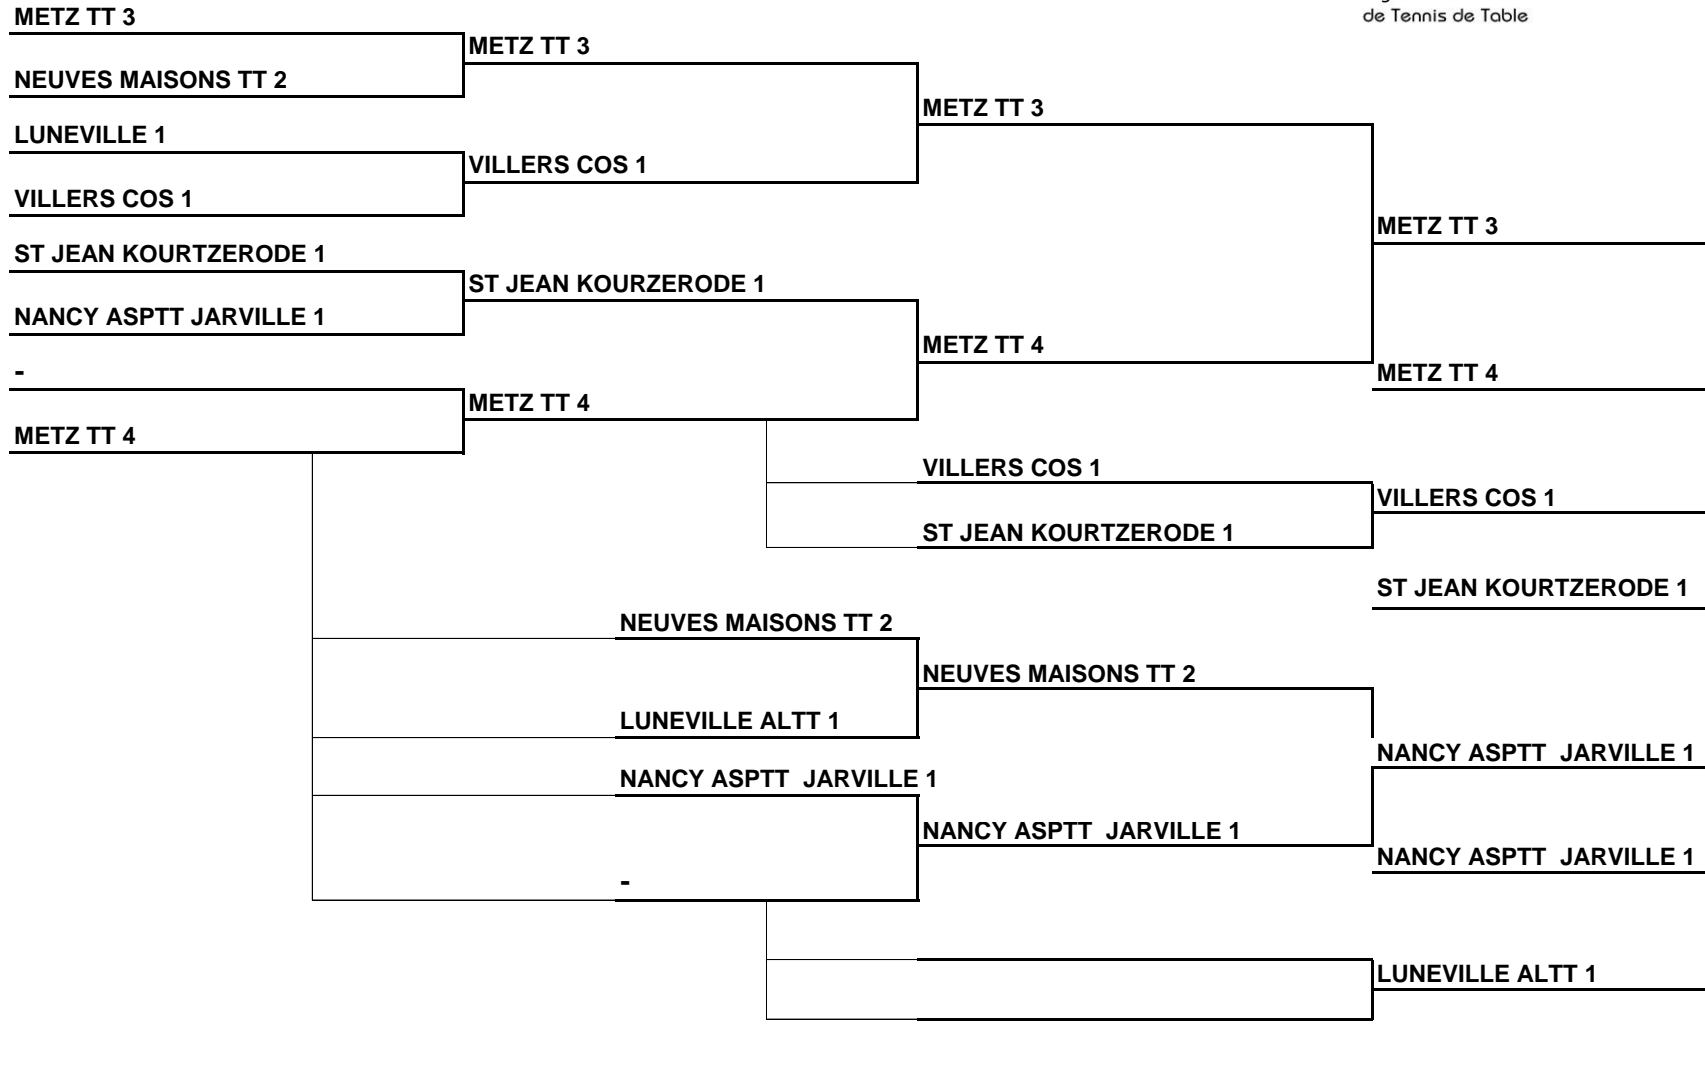 de Tennis de Table
METZ TT 3
NEUVES MAISONS TT 2
LUNEVILLE 1
VILLERS COS 1
ST JEAN KOURTZERODE 1
NANCY ASPTT JARVILLE 1
-
METZ TT 4
METZ TT 3
VILLERS COS 1
ST JEAN KOURZERODE 1
METZ TT 4
METZ TT 3
METZ TT 4
METZ TT 3
METZ TT 4
VILLERS COS 1
ST JEAN KOURTZERODE 1
VILLERS COS 1
ST JEAN KOURTZERODE 1
NEUVES MAISONS TT 2
LUNEVILLE ALTT 1
NANCY ASPTT  JARVILLE 1
-
NEUVES MAISONS TT 2
NANCY ASPTT  JARVILLE 1
NANCY ASPTT  JARVILLE 1
NANCY ASPTT  JARVILLE 1
LUNEVILLE ALTT 1